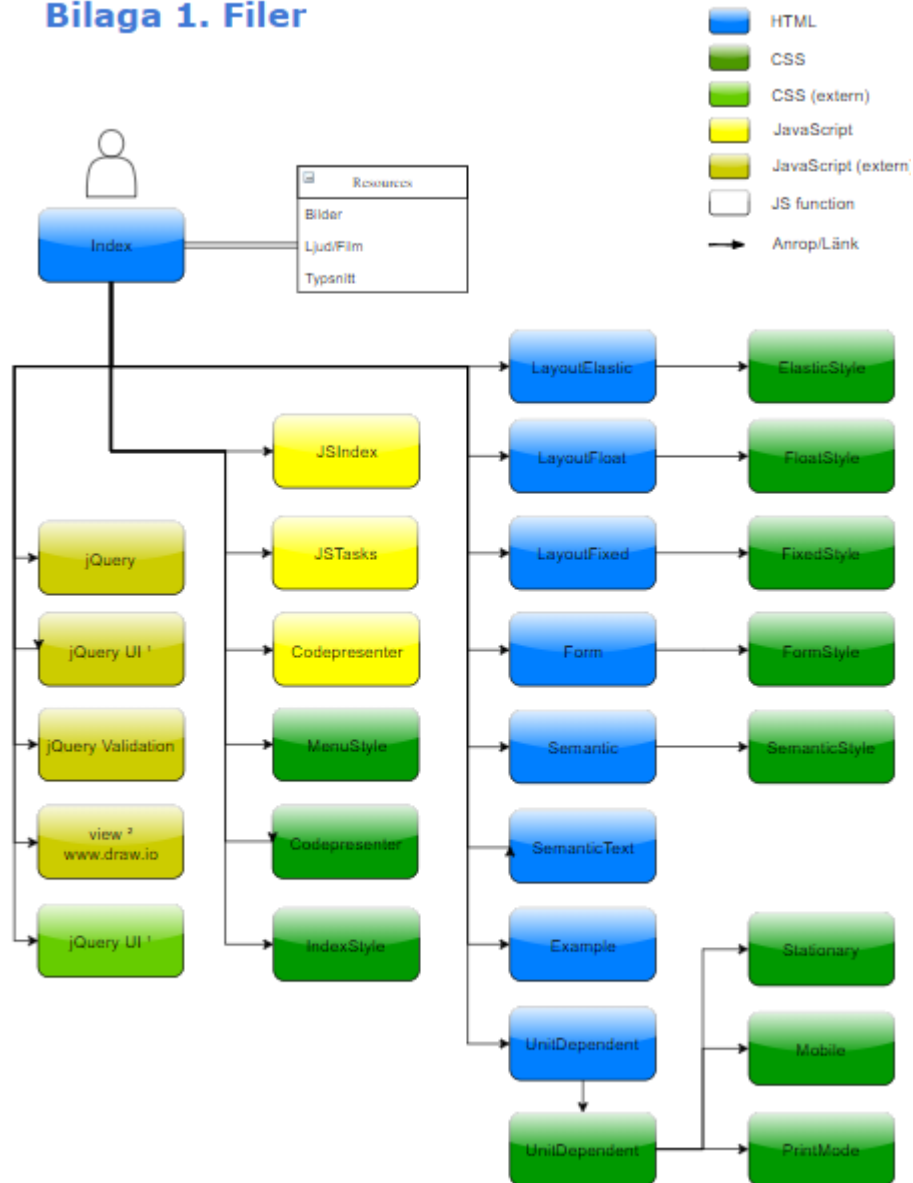 Bilaga 1. Filer
HTML
CSS
CSS (extern)
JavaScript
JavaScript (extern)
JS function
Anrop/Länk
Index
Resources
Bilder
Ljud/Film
Typsnitt
LayoutElastic
ElasticStyle
JSIndex
LayoutFloat
FloatStyle
jQuery
JSTasks
LayoutFixed
FixedStyle
jQuery UI ¹
Codepresenter
Form
FormStyle
jQuery Validation
MenuStyle
Semantic
SemanticStyle
view ²
www.draw.io
Codepresenter
SemanticText
jQuery UI ¹
IndexStyle
Example
Stationary
UnitDependent
Mobile
UnitDependent
PrintMode